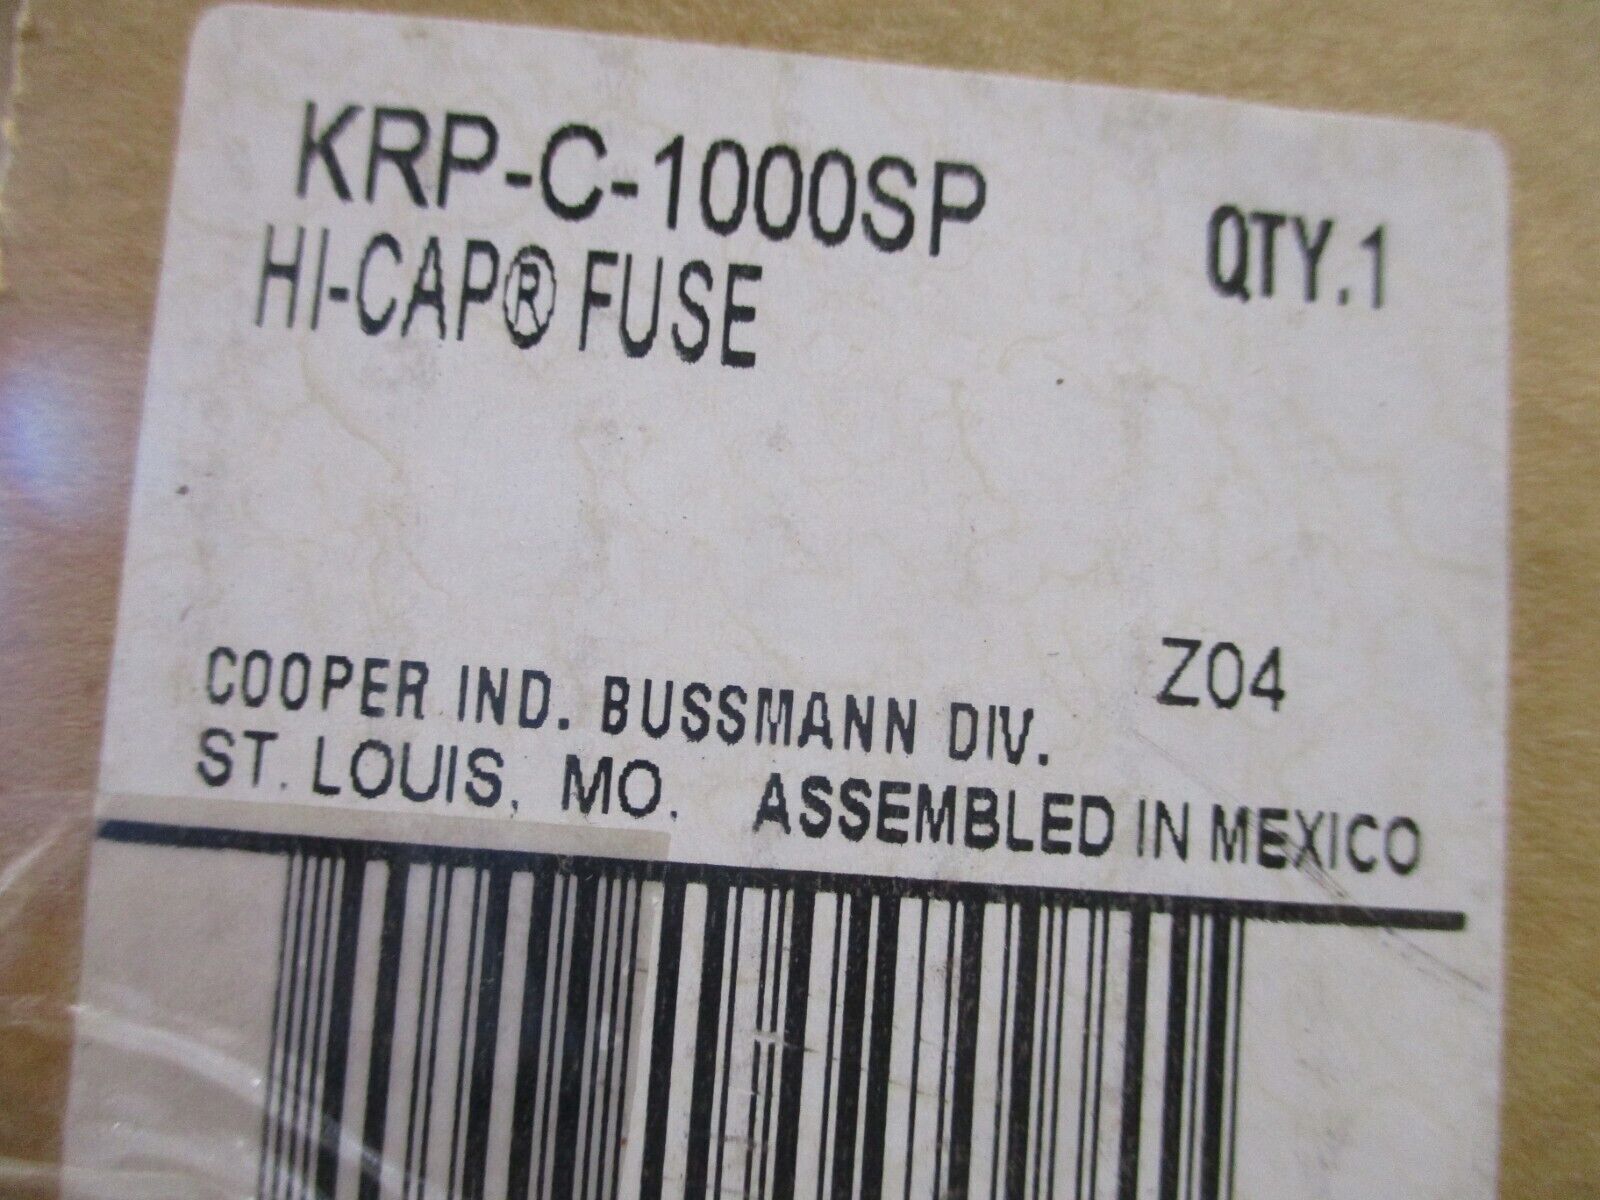 KRP-C-1000SP QTY.1
HI-CAP® FUSE
Z04
COOPER IND. BUSSMANN DIV.
ST. LOUIS, MO. ASSEMBLED IN MEXICO